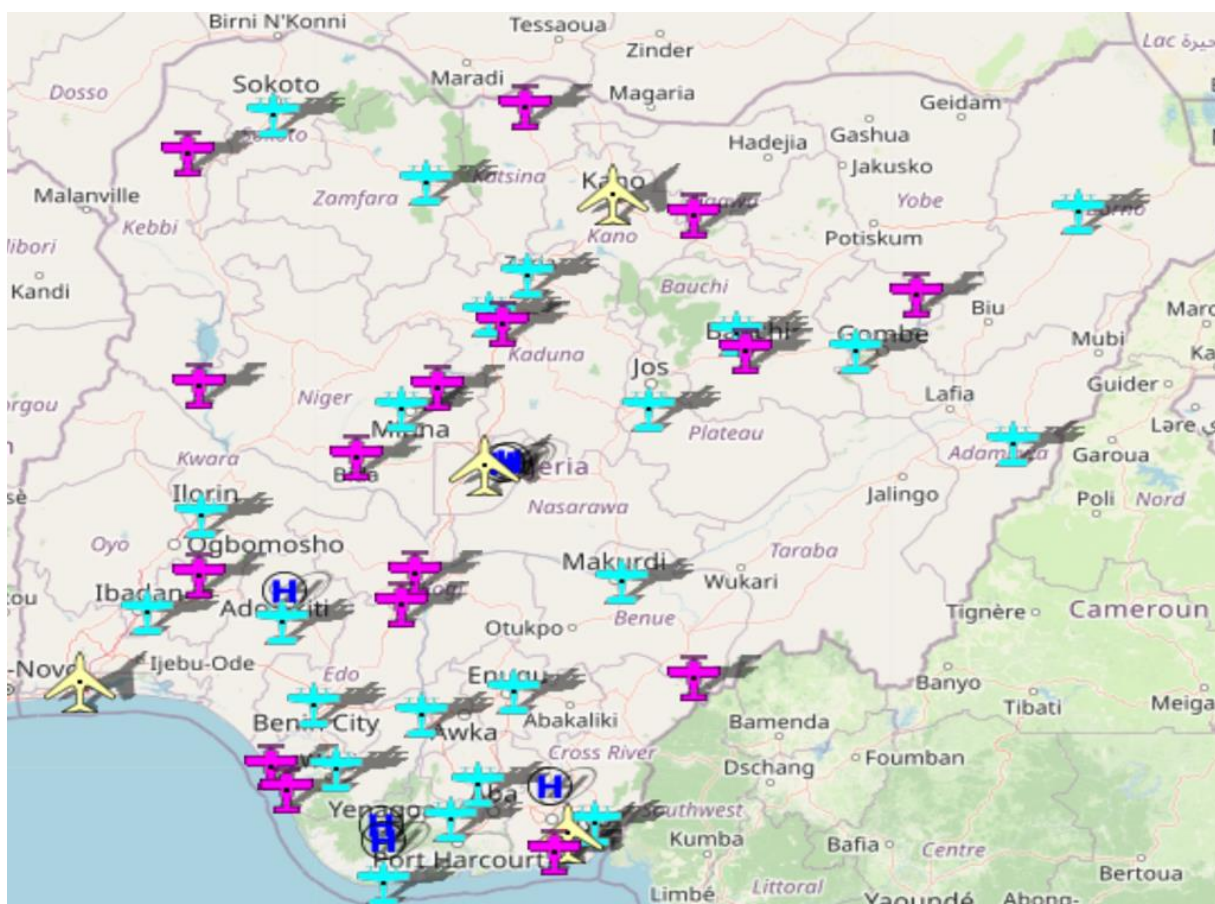 Birni N'Konni
Tessaoua
Zinder
Lac بحيرة
Dosso
Sokoto
Maradi
Magaria
Geidam
Hadejia
Gashua
Jakusko
Malanville
Zamfara
Katsina
Kano
Yobe
Kebbi
Kano
Potiskum
Borno
Kandi
Bauchi
Biu
Mubi
Kaduna
Gombe
Jos
Guider
Niger
Lafia
Minna
Plateau
Adamawa
Garoua
Kwara
Jalingo
Poli
Nord
Ilorin
Nasarawa
Oyo
Ogbomosho
Makurdi
Taraba
Wukari
Ibadan
Tignère
Cameroun
Otukpo
Benue
Ijebu-Ode
Edo
Enugu
Banyo
Tibati
Meiga
Benin City
Abakaliki
Bamenda
Awka
Cross River
Foumban
Dschang
Aba
Yenago
Southwest
Kumba
Bafia
Centre
Port Harcourt
Bertoua
Limbé
Littoral
Yaoundé
Abong-